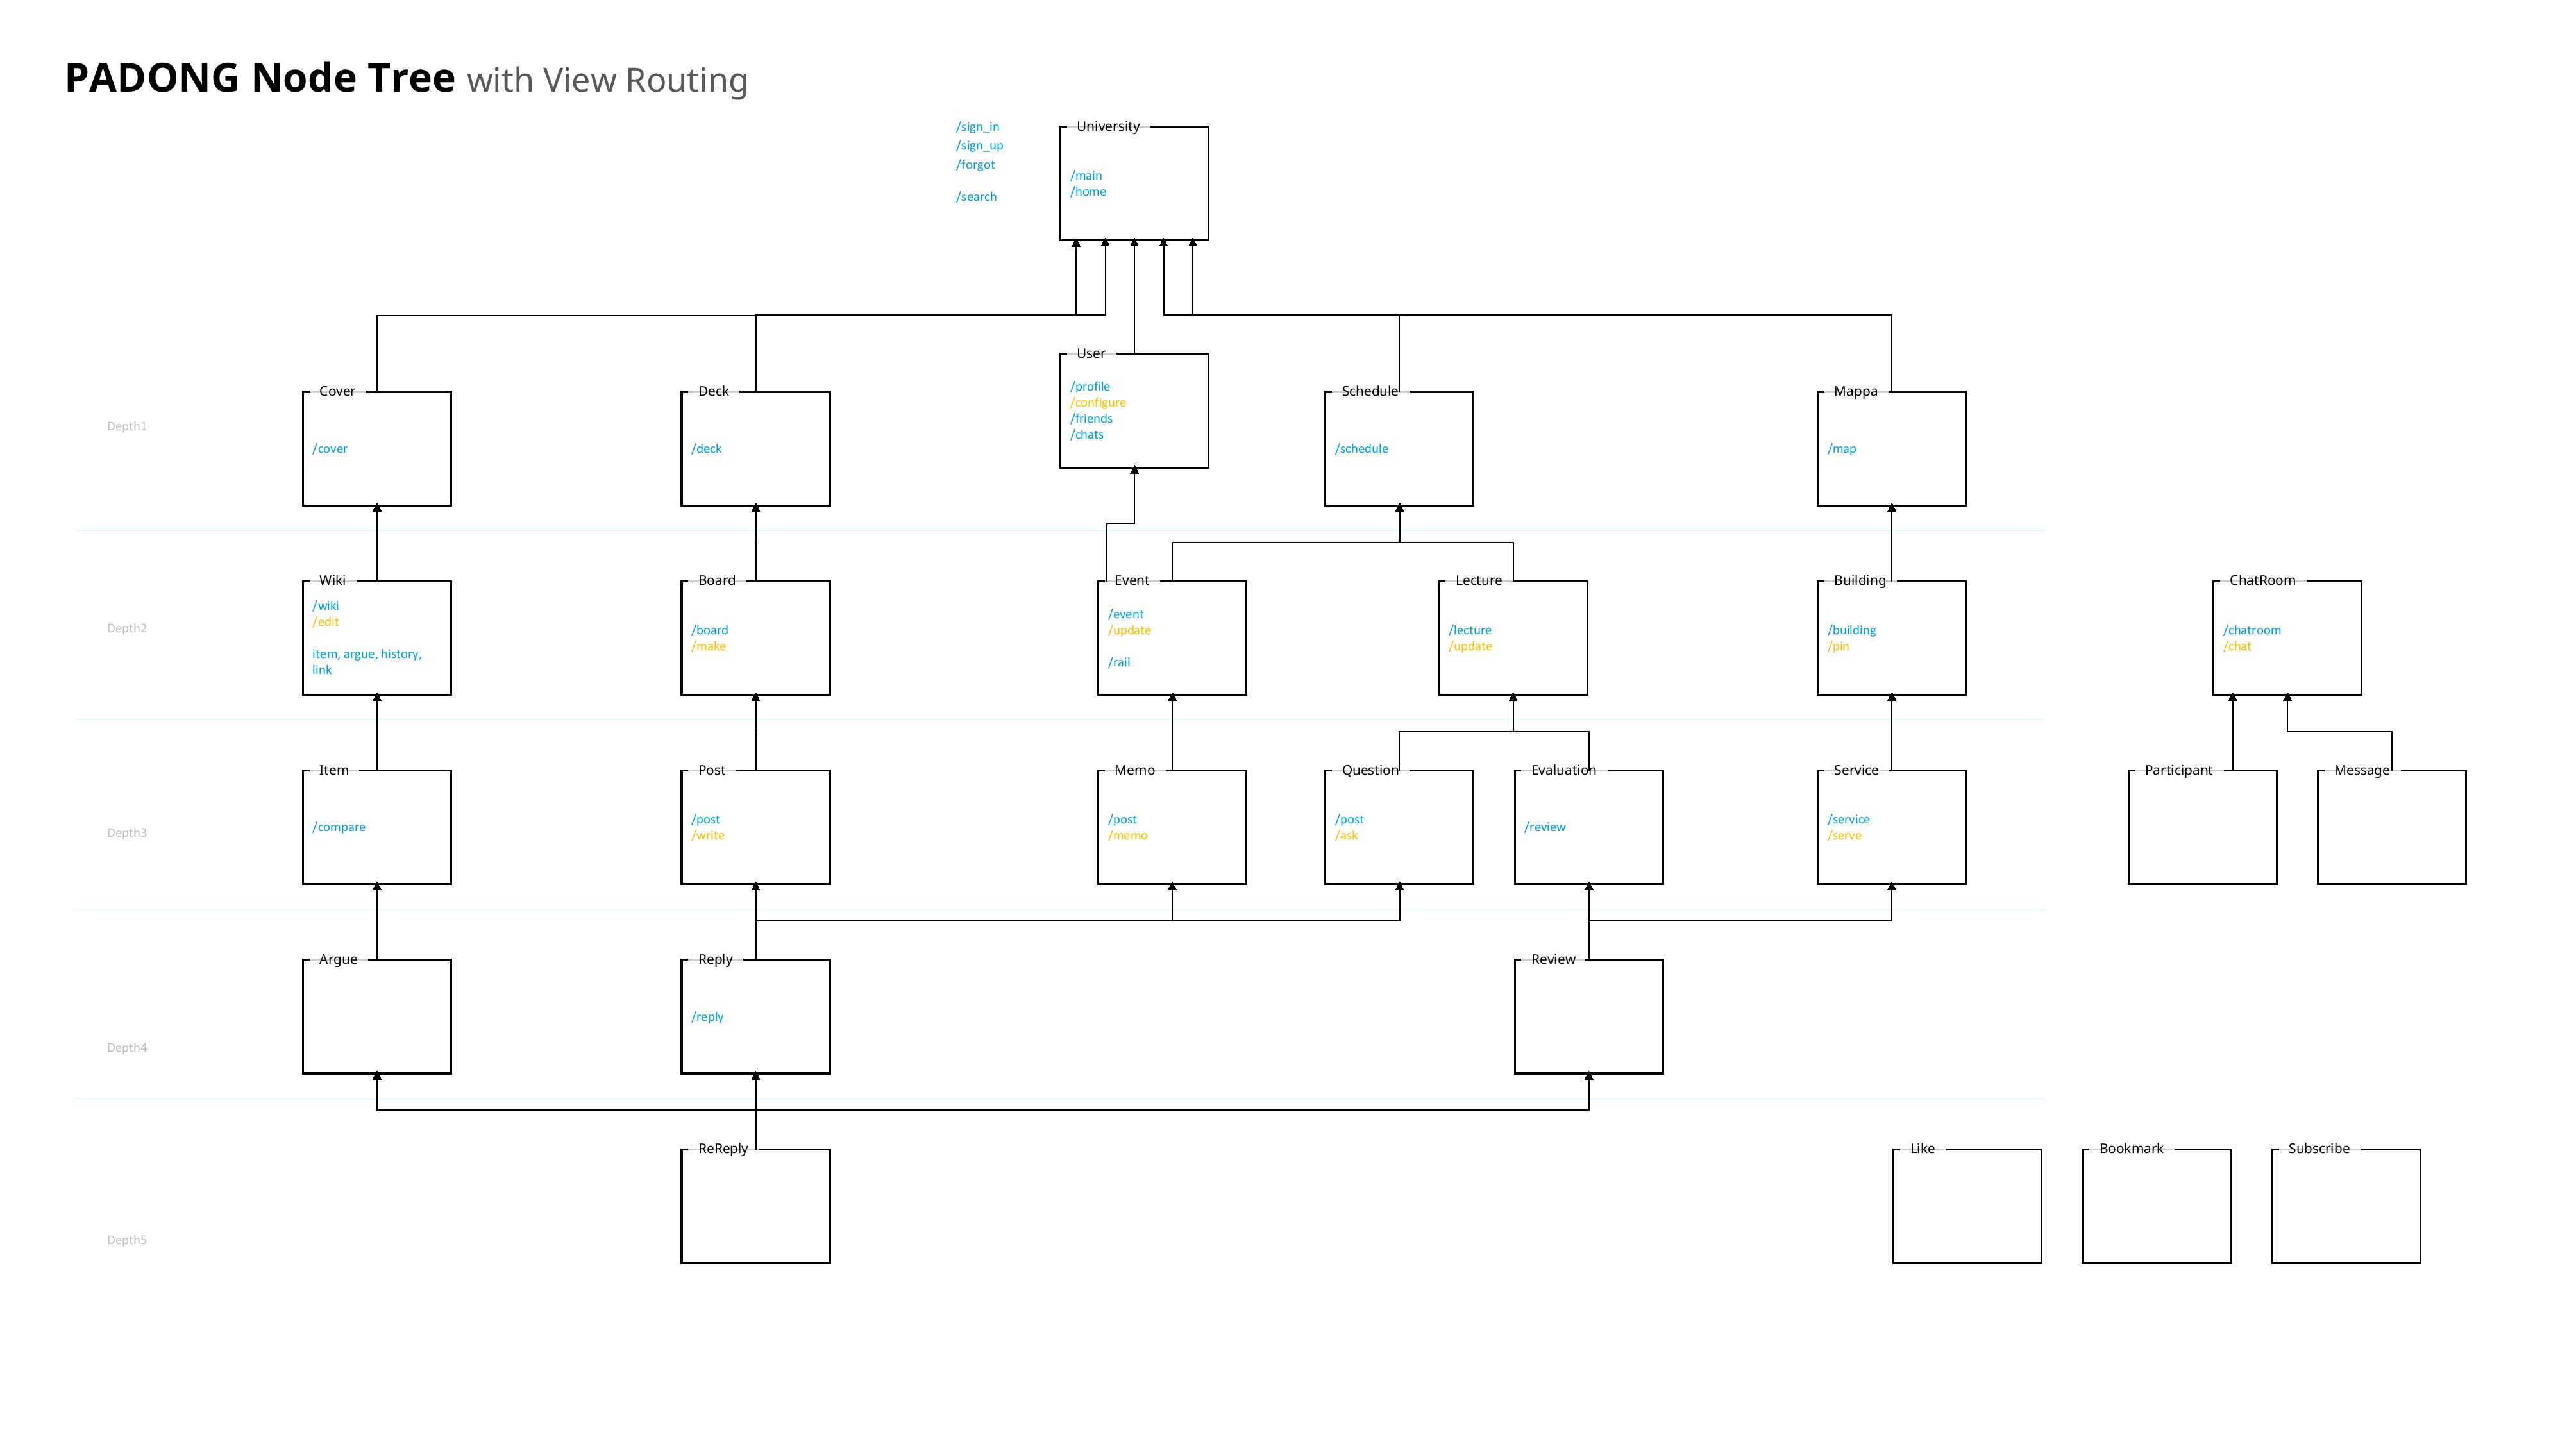 PADONG Node Tree with View Routing
/sign_in
/sign_up
/forgot
/search
University
/main
/home
User
/profile
/configure
/friends
/chats
Depth1
Cover
/cover
Deck
/deck
Schedule
/schedule
Mappa
/map
Depth2
Wiki
/wiki
/edit
item, argue, history,
link
Board
/board
/make
Event
/event
/update
/rail
Lecture
/lecture
/update
Building
/building
/pin
ChatRoom
/chatroom
/chat
Depth3
Item
/compare
Post
/post
/write
Memo
/post
/memo
Question
/post
/ask
Evaluation
/review
Service
/service
/serve
Participant
Message
Depth4
Argue
Reply
/reply
Review
Depth5
ReReply
Like
Bookmark
Subscribe